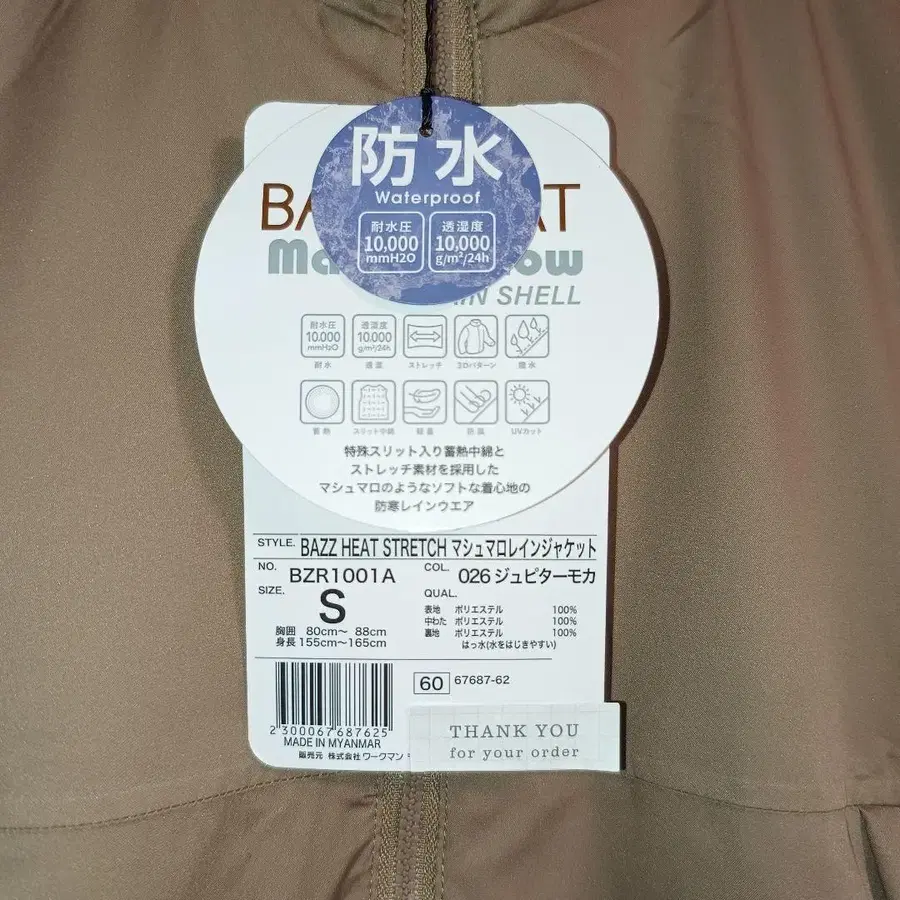 防水
Waterproof
耐水圧 10,000 mmH2O
透湿度 10,000 g/m²/24h
BA AT
Ma ow
AIN SHELL
耐水圧 10,000 mmH2O
透湿度 10,000 g/m²/24h
耐水 透湿 ストレッチ 3Dパターン 撥水
蓄熱 スリット中綿 軽量 防風 UVカット
特殊スリット入り蓄熱中綿と
ストレッチ素材を採用した
マシュマロのようなソフトな着心地の
防寒レインウエア
STYLE. BAZZ HEAT STRETCH マシュマロレインジャケット
NO. BZR1001A COL. 026 ジュピターモカ
SIZE. S
胸囲 80cm～ 88cm
身長 155cm～165cm
QUAL.
表地 ポリエステル 100%
中わた ポリエステル 100%
裏地 ポリエステル 100%
はっ水(水をはじきやすい)
60 67687-62
2 300067 687625
MADE IN MYANMAR
販売元 株式会社 ワークマン
THANK YOU
for your order